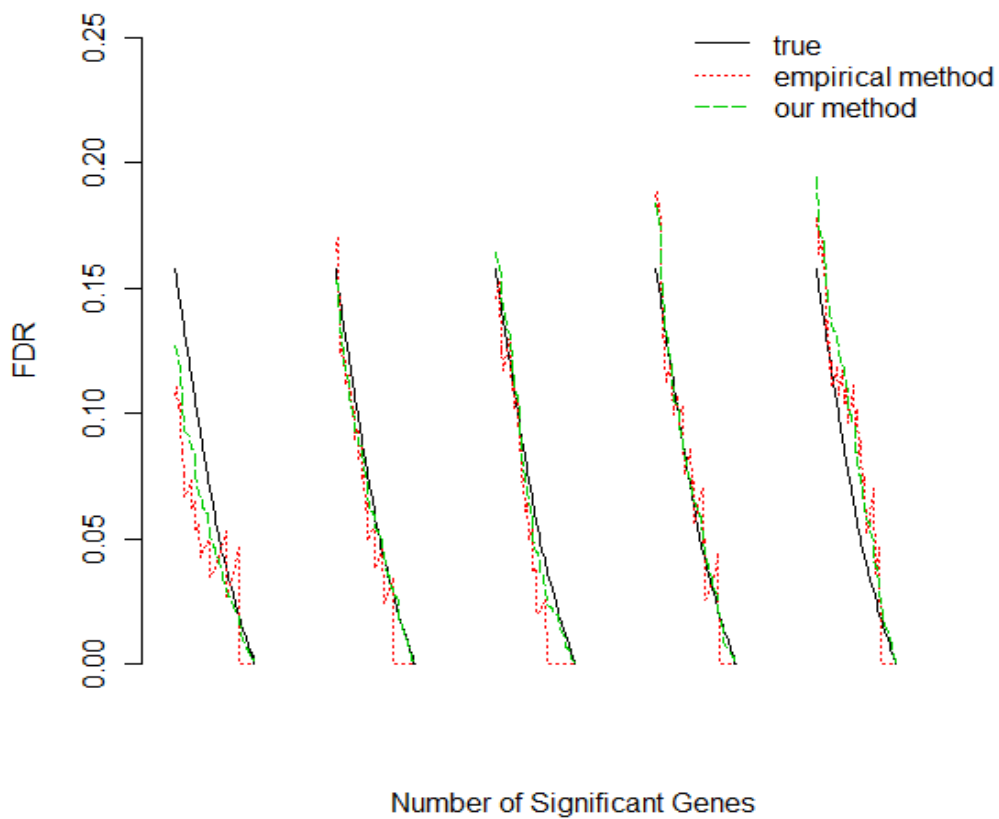 0.25
0.20
0.15
0.10
0.05
0.00
FDR
true
empirical method
our method
Number of Significant Genes